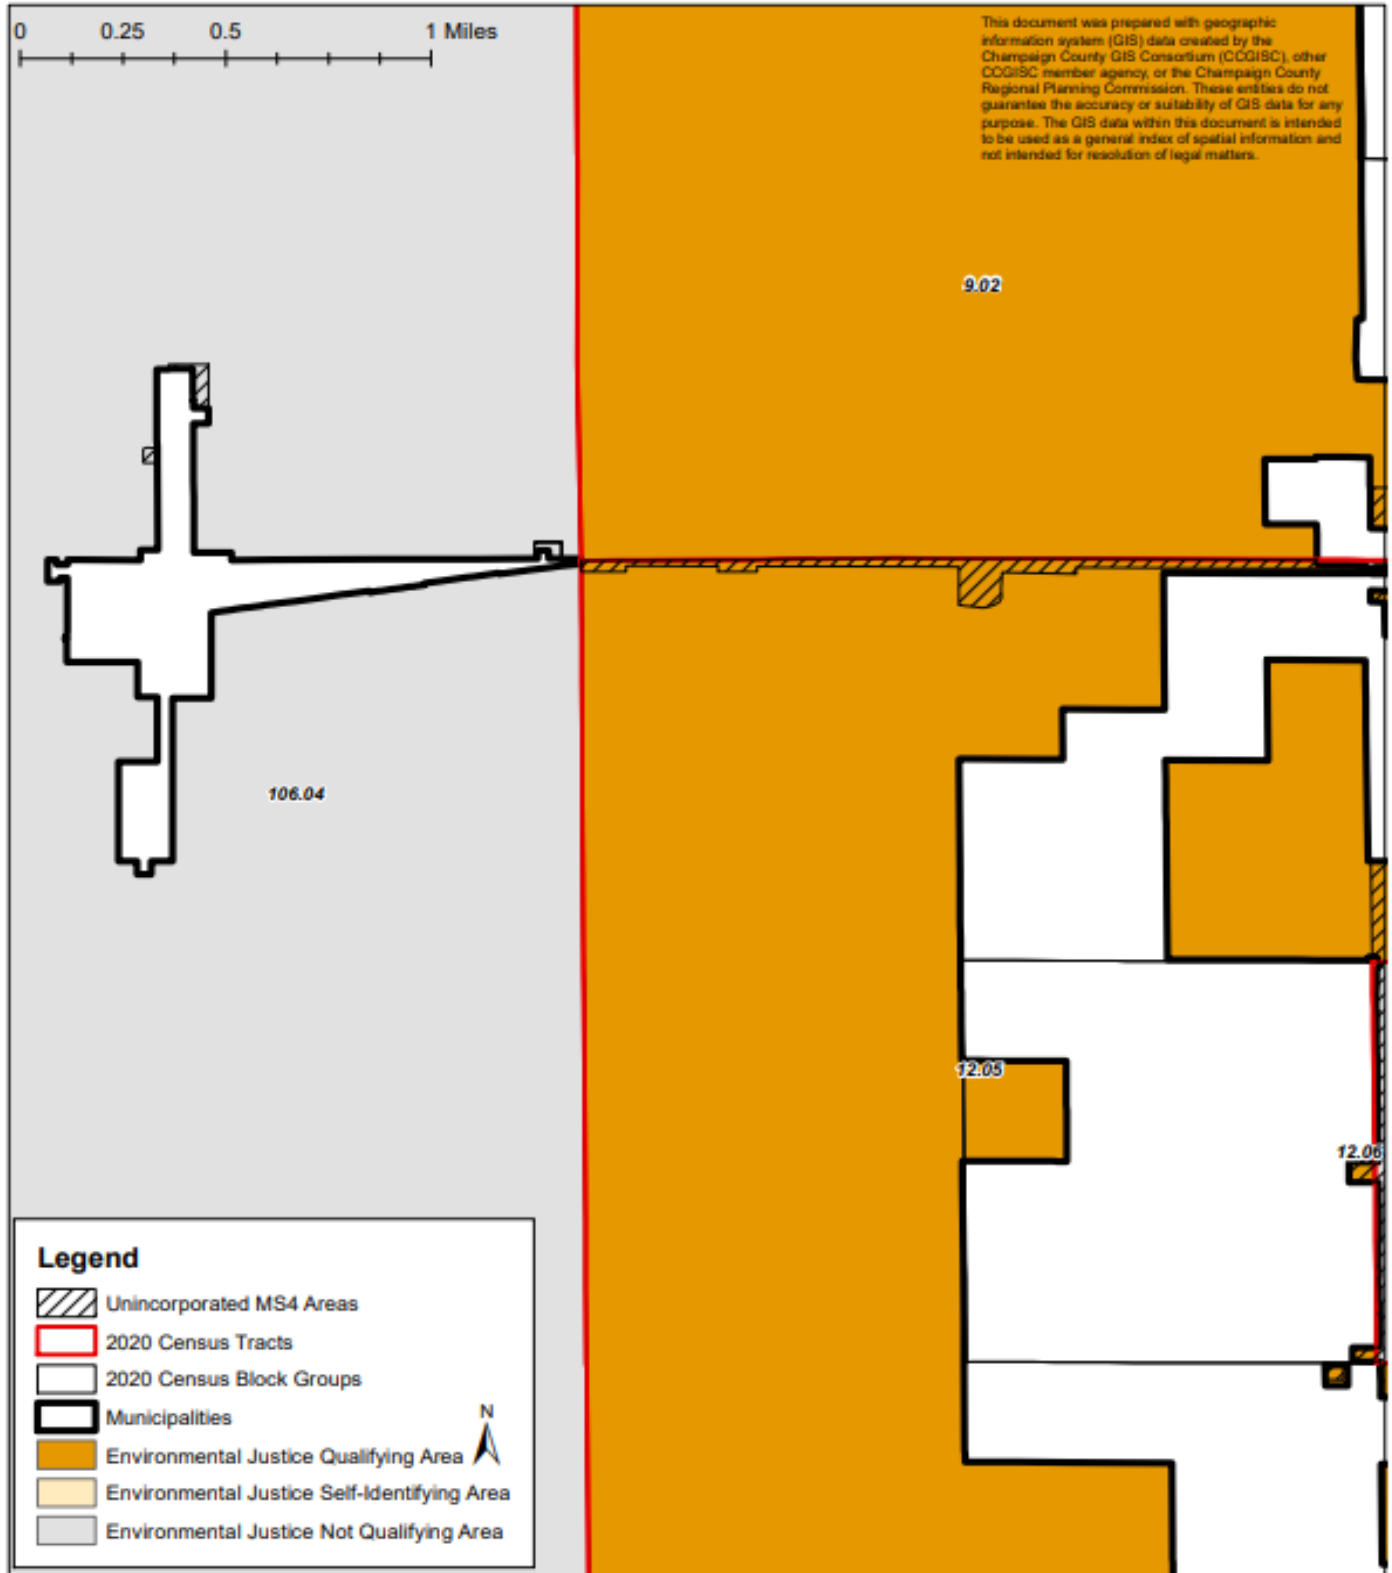 0 0.25 0.5 1 Miles
This document was prepared with geographic
information system (GIS) data created by the
Champaign County GIS Consortium (CCGISC), other
CCGISC member agency, or the Champaign County
Regional Planning Commission. These entities do not
guarantee the accuracy or suitability of GIS data for any
purpose. The GIS data within this document is intended
to be used as a general index of spatial information and
not intended for resolution of legal matters.
9.02
106.04
12.05
12.06
Legend
Unincorporated MS4 Areas
2020 Census Tracts
2020 Census Block Groups
Municipalities
N
Environmental Justice Qualifying Area
Environmental Justice Self-Identifying Area
Environmental Justice Not Qualifying Area